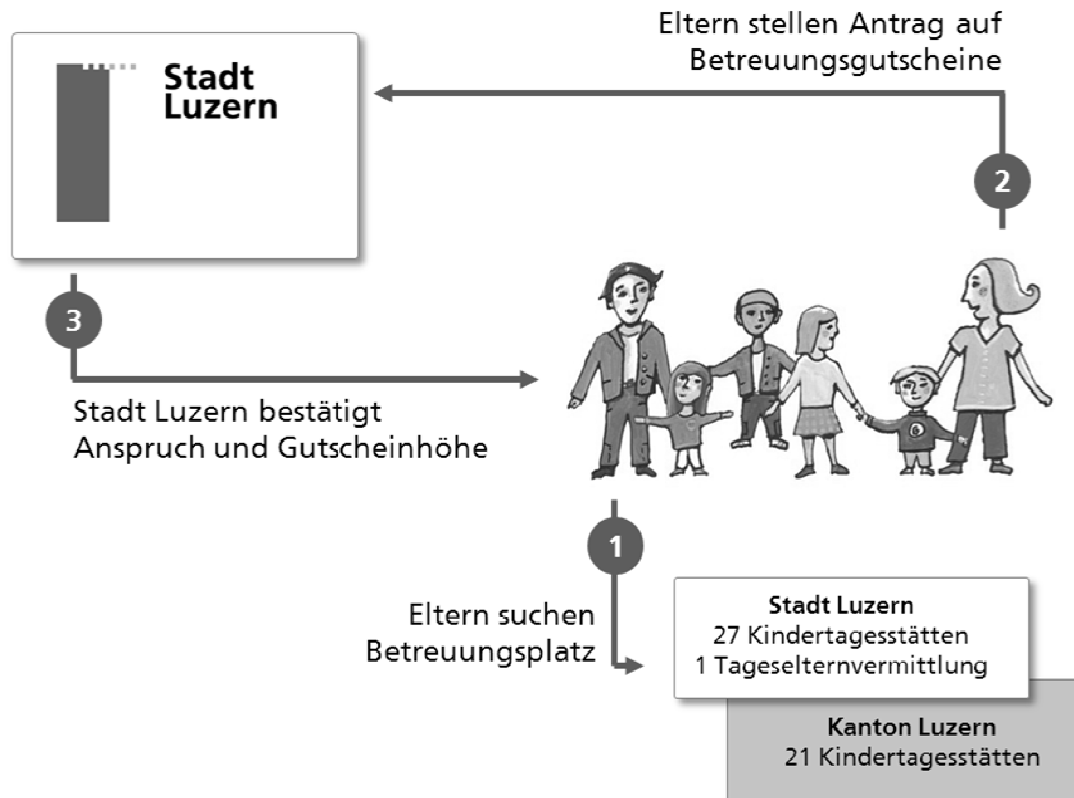 Eltern stellen Antrag auf
Betreuungsgutscheine
Stadt
Luzern
2
3
Stadt Luzern bestätigt
Anspruch und Gutscheinhöhe
6
1
Eltern suchen
Betreuungsplatz
Stadt Luzern
27 Kindertagesstätten
1 Tageselternvermittlung
Kanton Luzern
21 Kindertagesstätten